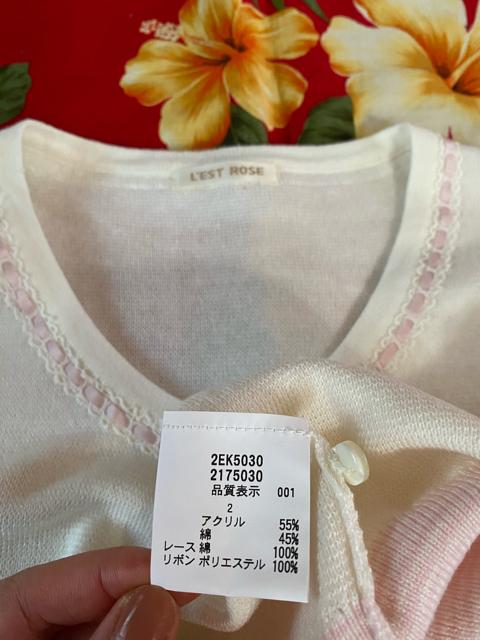 L'EST ROSE
2EK5030
2175030
品質表示 001
2
アクリル 55%
綿 45%
レース 綿 100%
リボン ポリエステル 100%